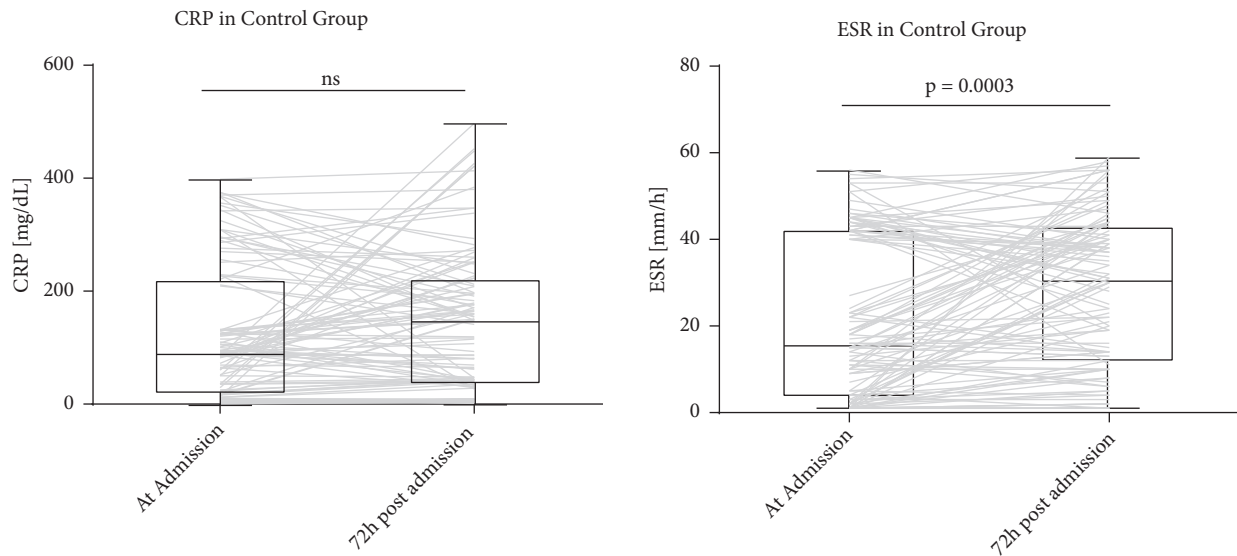 CRP in Control Group
600
400
200
0
CRP [mg/dL]
ns
At Admission
72h post admission
ESR in Control Group
80
60
40
20
0
ESR [mm/h]
p = 0.0003
At Admission
72h post admission